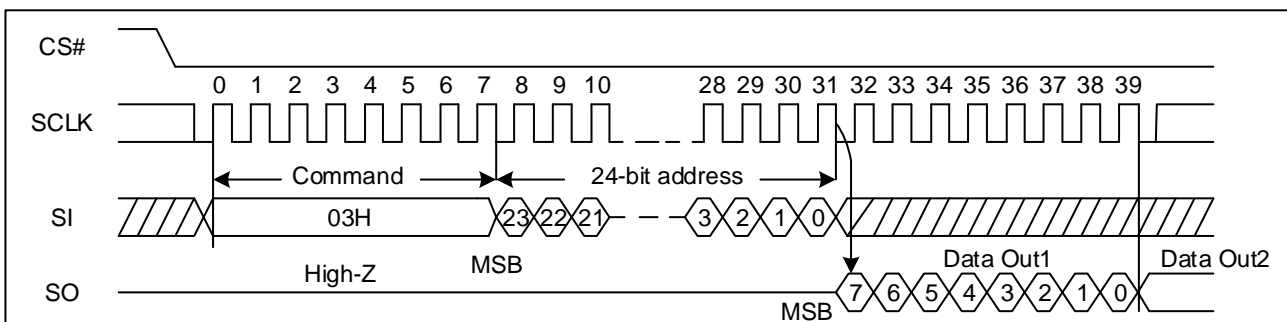 CS#
0 1 2 3 4 5 6 7 8 9 10 28 29 30 31 32 33 34 35 36 37 38 39
SCLK
Command 24-bit address
SI 03H 23 22 21 3 2 1 0
High-Z MSB Data Out1 Data Out2
SO 7 6 5 4 3 2 1 0
MSB